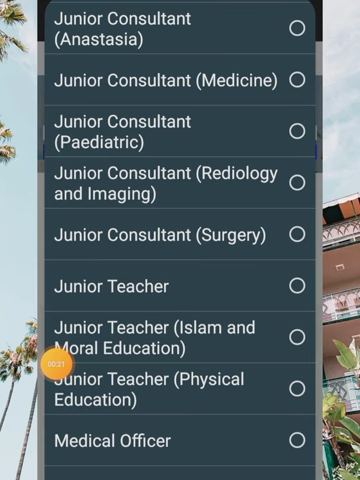 Junior Consultant
(Anastasia)
Junior Consultant (Medicine)
Junior Consultant
(Paediatric)
Junior Consultant (Rediology
and Imaging)
Junior Consultant (Surgery)
Junior Teacher
Junior Teacher (Islam and
Moral Education)
00:21
Junior Teacher (Physical
Education)
Medical Officer